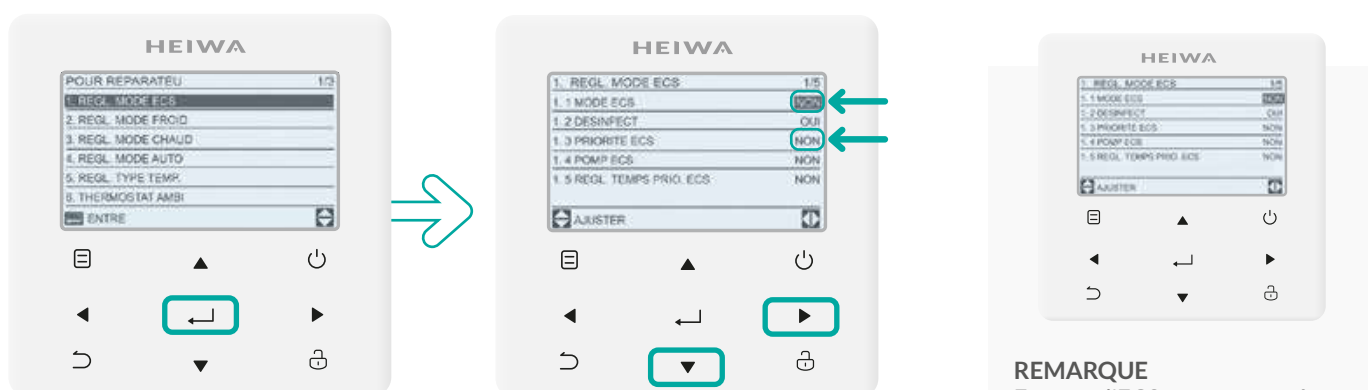 HEIWA
POUR REPARATEU 1/3
1. REGL. MODE ECS
2. REGL. MODE FROID
3. REGL. MODE CHAUD
4. REGL. MODE AUTO
5. REGL. TYPE TEMP.
6. THERMOSTAT AMBI
ENTRE
HEIWA
1. REGL. MODE ECS 1/5
1. 1 MODE ECS NON
1. 2 DESINFECT OUI
1. 3 PRIORITE ECS NON
1. 4 POMP ECS NON
1. 5 REGL. TEMPS PRIO. ECS NON
AJUSTER
HEIWA
1. REGL. MODE ECS 1/5
1. 1 MODE ECS NON
1. 2 DESINFECT OUI
1. 3 PRIORITE ECS NON
1. 4 POMP ECS NON
1. 5 REGL. TEMPS PRIO. ECS NON
AJUSTER
REMARQUE